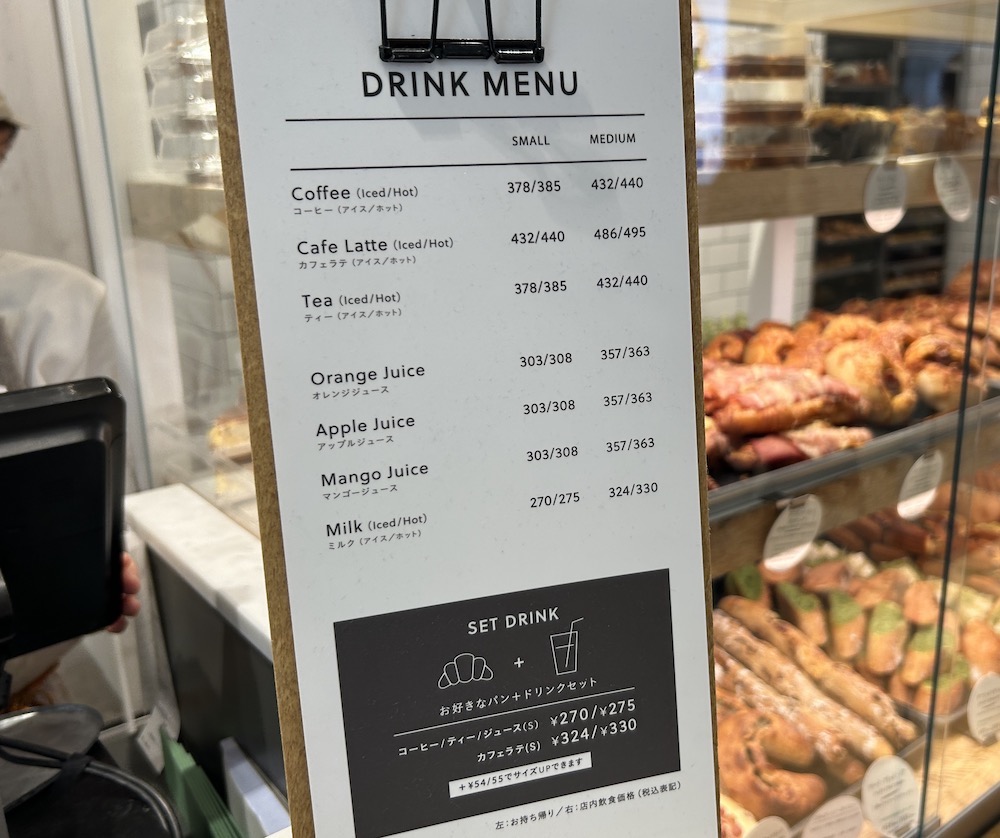 DRINK MENU
SMALL MEDIUM
Coffee (Iced/Hot) 378/385 432/440
コーヒー（アイス／ホット）
Cafe Latte (Iced/Hot) 432/440 486/495
カフェラテ（アイス／ホット）
Tea (Iced/Hot) 378/385 432/440
ティー（アイス／ホット）
Orange Juice 303/308 357/363
オレンジジュース
Apple Juice 303/308 357/363
アップルジュース
Mango Juice 303/308 357/363
マンゴージュース
Milk (Iced/Hot) 270/275 324/330
ミルク（アイス／ホット）
SET DRINK
+
お好きなパン＋ドリンクセット
コーヒー/ティー/ジュース(S) ¥270/¥275
カフェラテ(S) ¥324/¥330
＋¥54/55でサイズUPできます
左：お持ち帰り／右：店内飲食価格（税込表記）